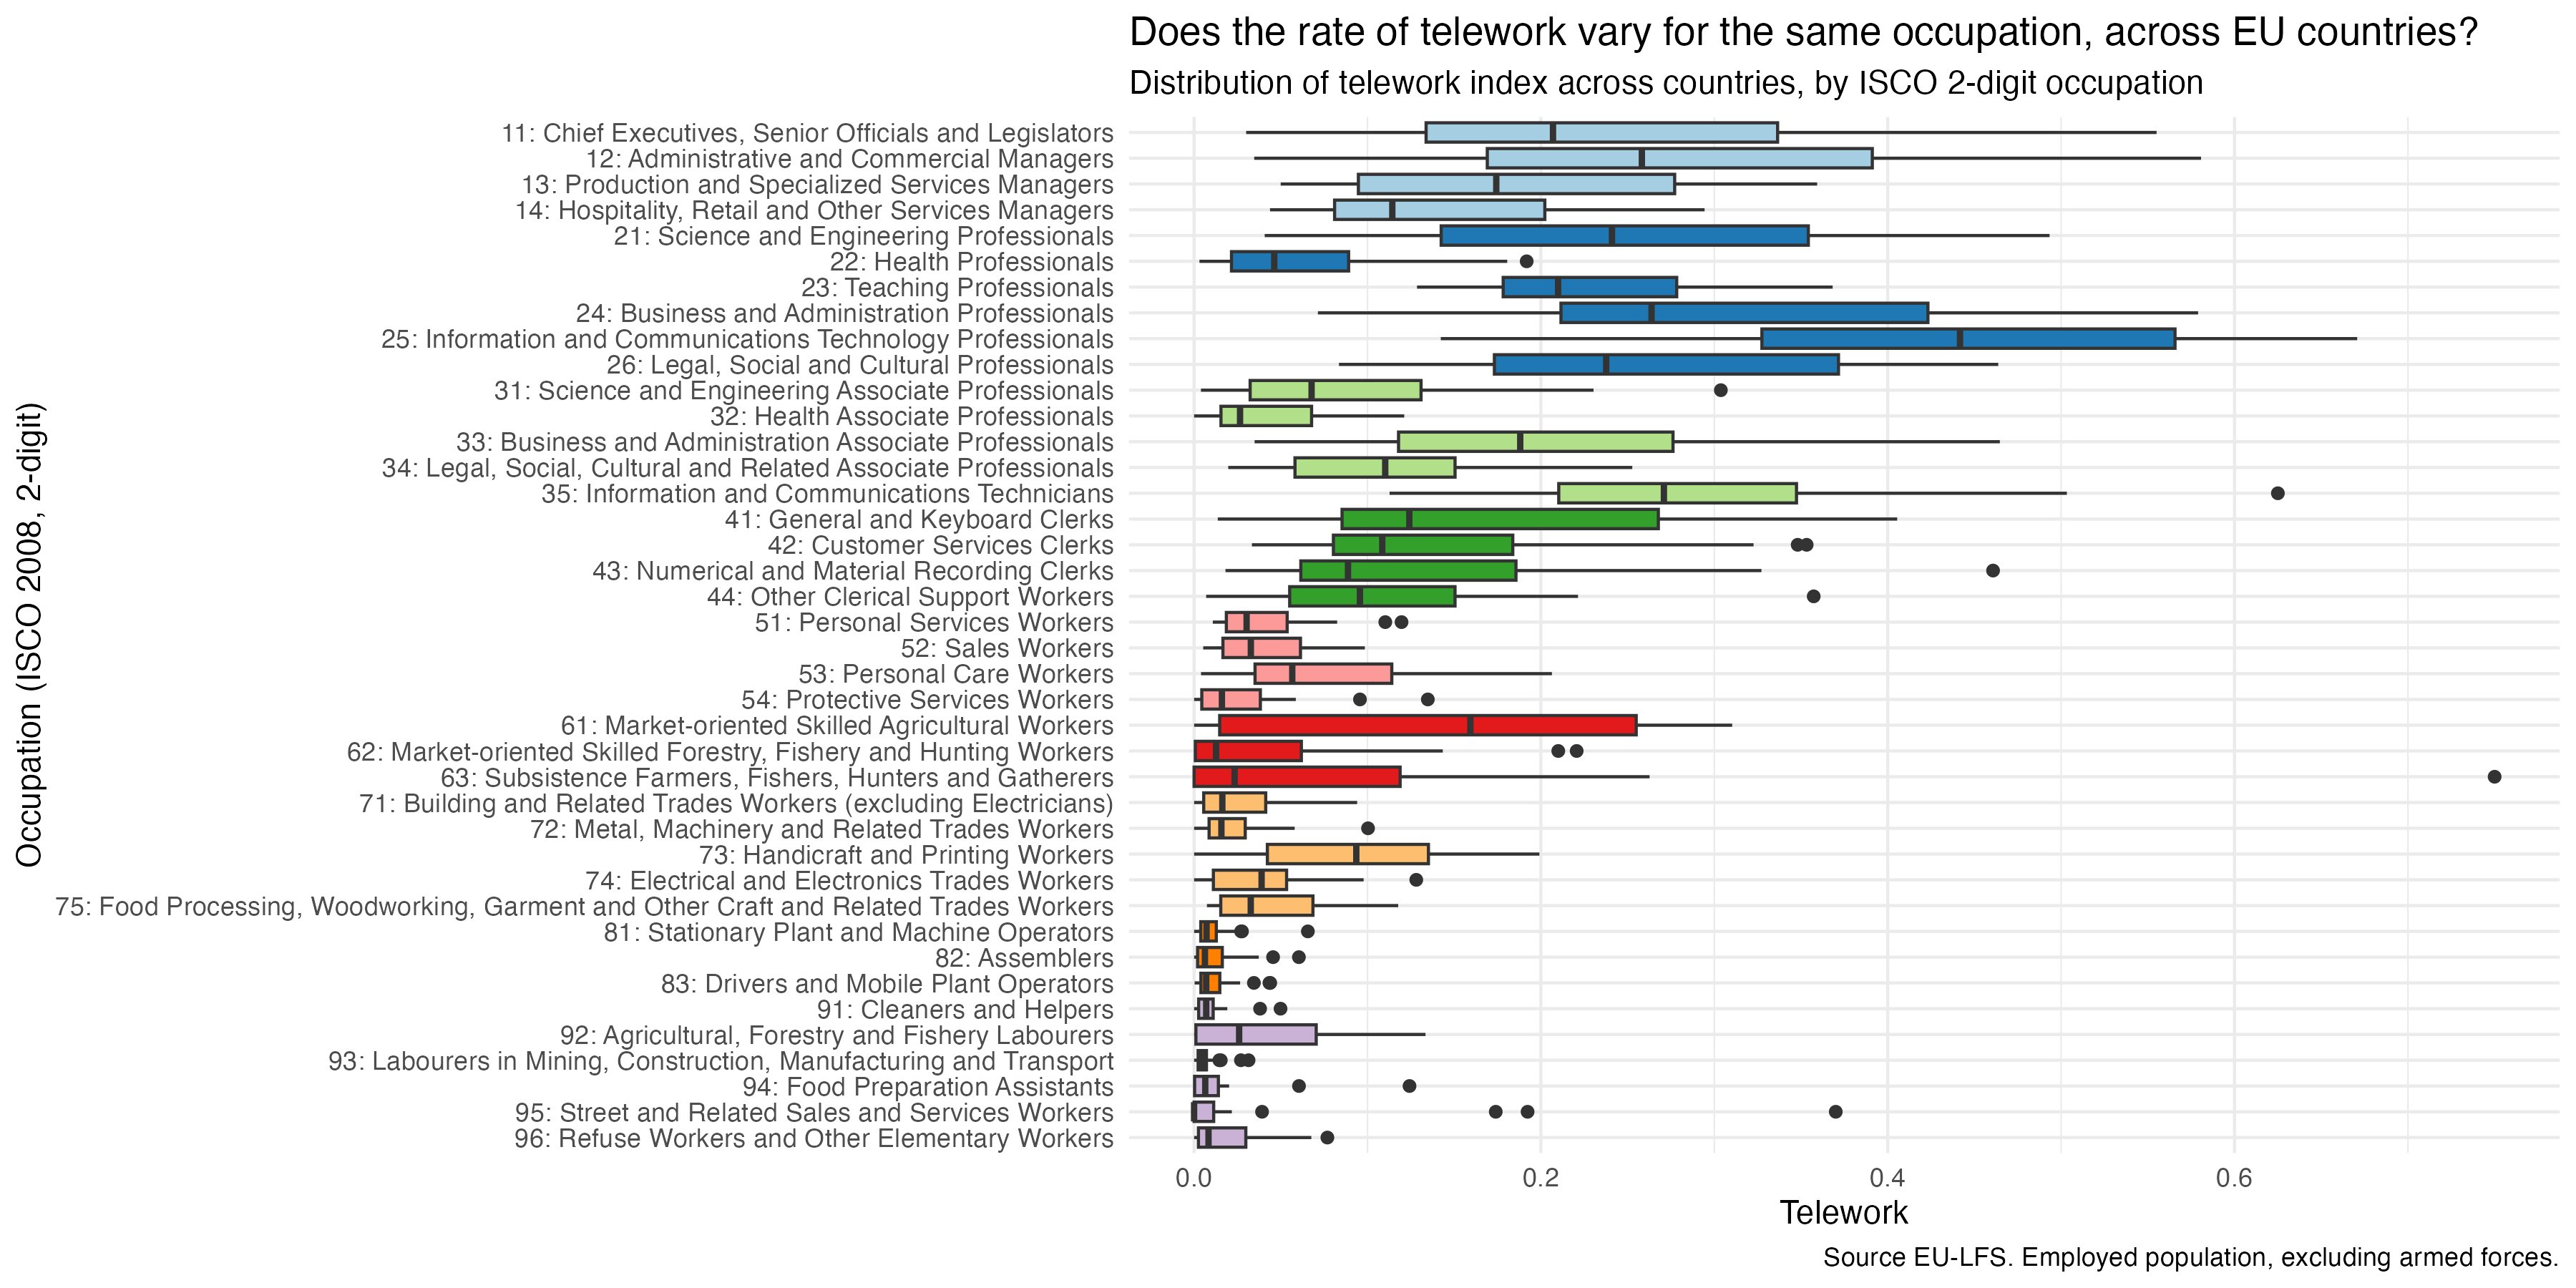 Does the rate of telework vary for the same occupation, across EU countries?
Distribution of telework index across countries, by ISCO 2-digit occupation
Occupation (ISCO 2008, 2-digit)
11: Chief Executives, Senior Officials and Legislators
12: Administrative and Commercial Managers
13: Production and Specialized Services Managers
14: Hospitality, Retail and Other Services Managers
21: Science and Engineering Professionals
22: Health Professionals
23: Teaching Professionals
24: Business and Administration Professionals
25: Information and Communications Technology Professionals
26: Legal, Social and Cultural Professionals
31: Science and Engineering Associate Professionals
32: Health Associate Professionals
33: Business and Administration Associate Professionals
34: Legal, Social, Cultural and Related Associate Professionals
35: Information and Communications Technicians
41: General and Keyboard Clerks
42: Customer Services Clerks
43: Numerical and Material Recording Clerks
44: Other Clerical Support Workers
51: Personal Services Workers
52: Sales Workers
53: Personal Care Workers
54: Protective Services Workers
61: Market-oriented Skilled Agricultural Workers
62: Market-oriented Skilled Forestry, Fishery and Hunting Workers
63: Subsistence Farmers, Fishers, Hunters and Gatherers
71: Building and Related Trades Workers (excluding Electricians)
72: Metal, Machinery and Related Trades Workers
73: Handicraft and Printing Workers
74: Electrical and Electronics Trades Workers
75: Food Processing, Woodworking, Garment and Other Craft and Related Trades Workers
81: Stationary Plant and Machine Operators
82: Assemblers
83: Drivers and Mobile Plant Operators
91: Cleaners and Helpers
92: Agricultural, Forestry and Fishery Labourers
93: Labourers in Mining, Construction, Manufacturing and Transport
94: Food Preparation Assistants
95: Street and Related Sales and Services Workers
96: Refuse Workers and Other Elementary Workers
0.0 0.2 0.4 0.6
Telework
Source EU-LFS. Employed population, excluding armed forces.